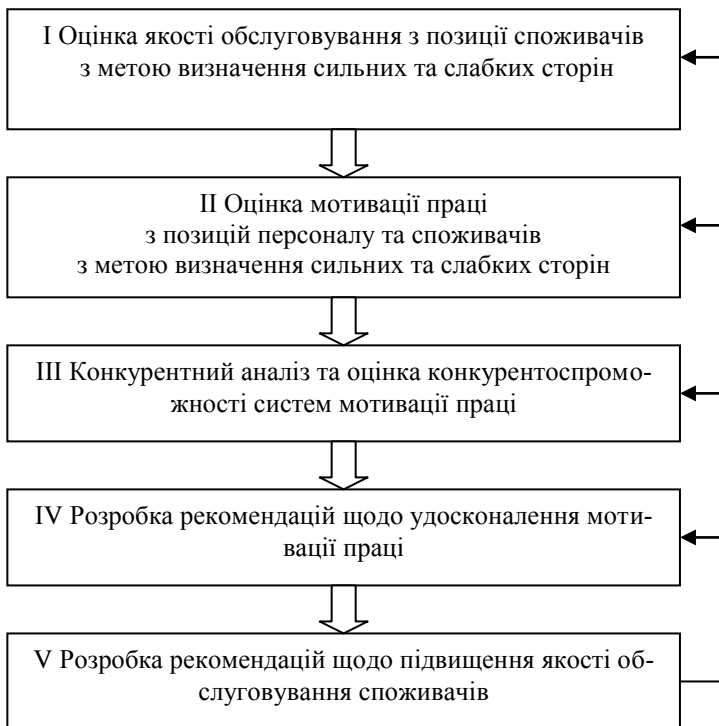 I Оцінка якості обслуговування з позиції споживачів
з метою визначення сильних та слабких сторін
II Оцінка мотивації праці
з позицій персоналу та споживачів
з метою визначення сильних та слабких сторін
III Конкурентний аналіз та оцінка конкурентоспромо-
жності систем мотивації праці
IV Розробка рекомендацій щодо удосконалення моти-
вації праці
V Розробка рекомендацій щодо підвищення якості об-
слуговування споживачів